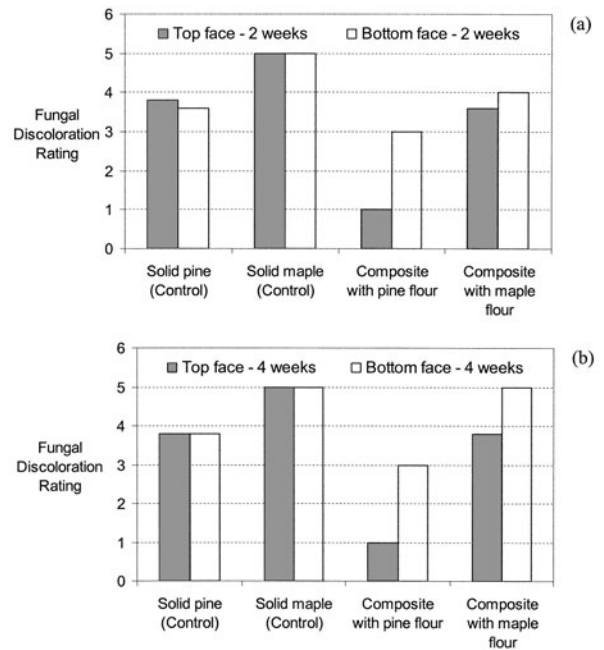 (a)
6
Top face - 2 weeks Bottom face - 2 weeks
5
4
Fungal
Discoloration
Rating
3
2
1
0
Solid pine
(Control)
Solid maple
(Control)
Composite
with pine flour
Composite
with maple
flour
(b)
6
Top face - 4 weeks Bottom face - 4 weeks
5
4
Fungal
Discoloration
Rating
3
2
1
0
Solid pine
(Control)
Solid maple
(Control)
Composite
with pine flour
Composite
with maple
flour